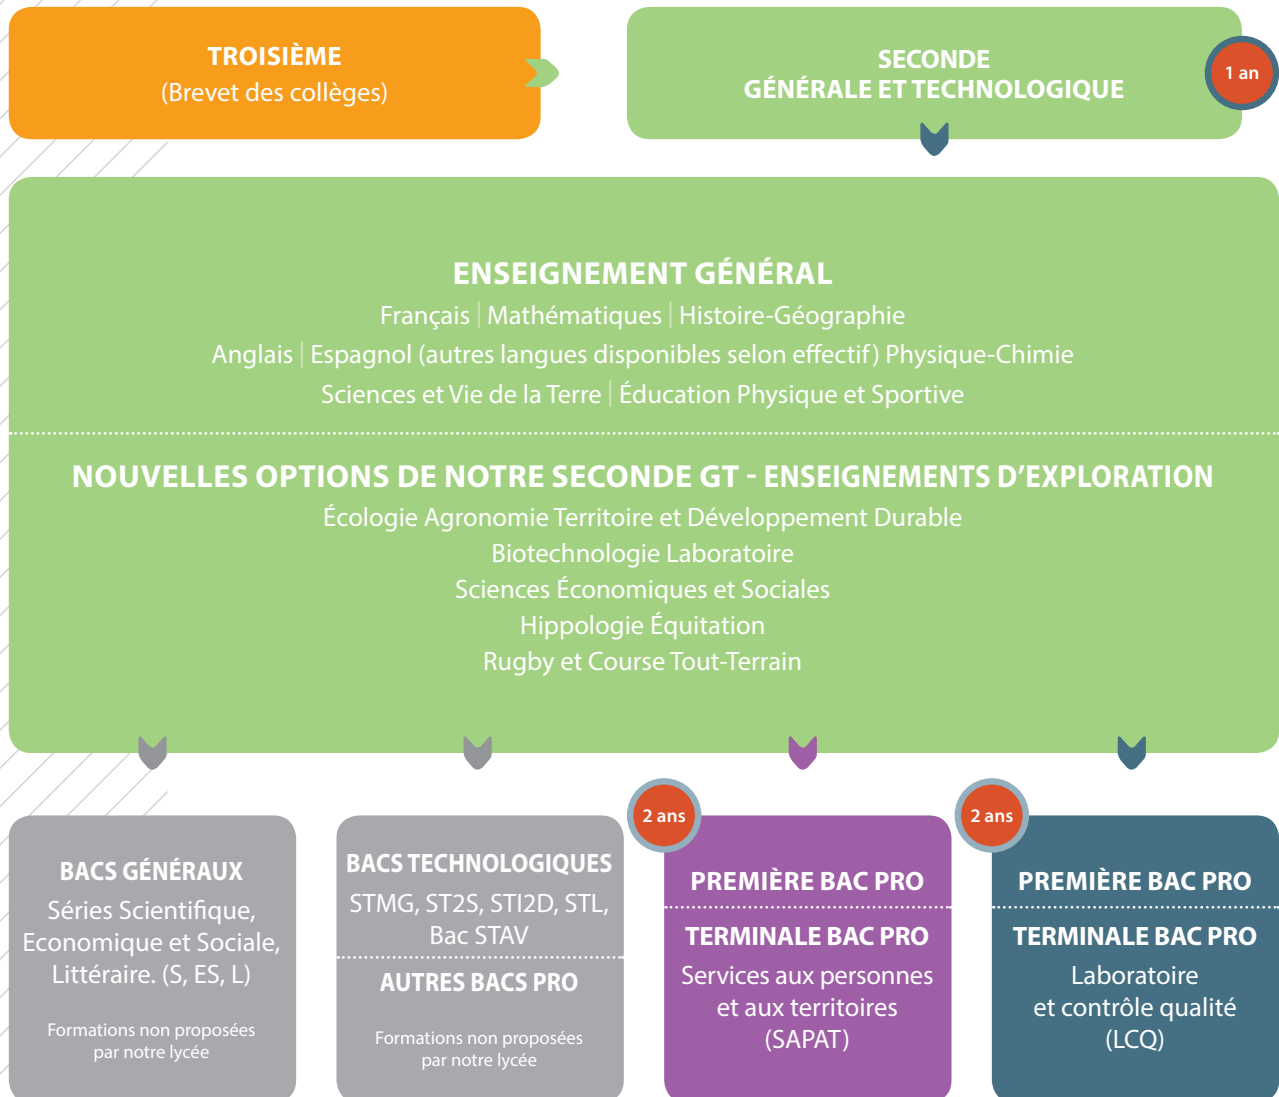 TROISIÈME
(Brevet des collèges)
SECONDE
GÉNÉRALE ET TECHNOLOGIQUE
1 an
ENSEIGNEMENT GÉNÉRAL
Français | Mathématiques | Histoire-Géographie
Anglais | Espagnol (autres langues disponibles selon effectif) Physique-Chimie
Sciences et Vie de la Terre | Éducation Physique et Sportive
NOUVELLES OPTIONS DE NOTRE SECONDE GT - ENSEIGNEMENTS D’EXPLORATION
Écologie Agronomie Territoire et Développement Durable
Biotechnologie Laboratoire
Sciences Économiques et Sociales
Hippologie Équitation
Rugby et Course Tout-Terrain
BACS GÉNÉRAUX
Séries Scientifique,
Economique et Sociale,
Littéraire. (S, ES, L)
Formations non proposées
par notre lycée
BACS TECHNOLOGIQUES
STMG, ST2S, STI2D, STL,
Bac STAV
AUTRES BACS PRO
Formations non proposées
par notre lycée
2 ans
PREMIÈRE BAC PRO
TERMINALE BAC PRO
Services aux personnes
et aux territoires
(SAPAT)
2 ans
PREMIÈRE BAC PRO
TERMINALE BAC PRO
Laboratoire
et contrôle qualité
(LCQ)